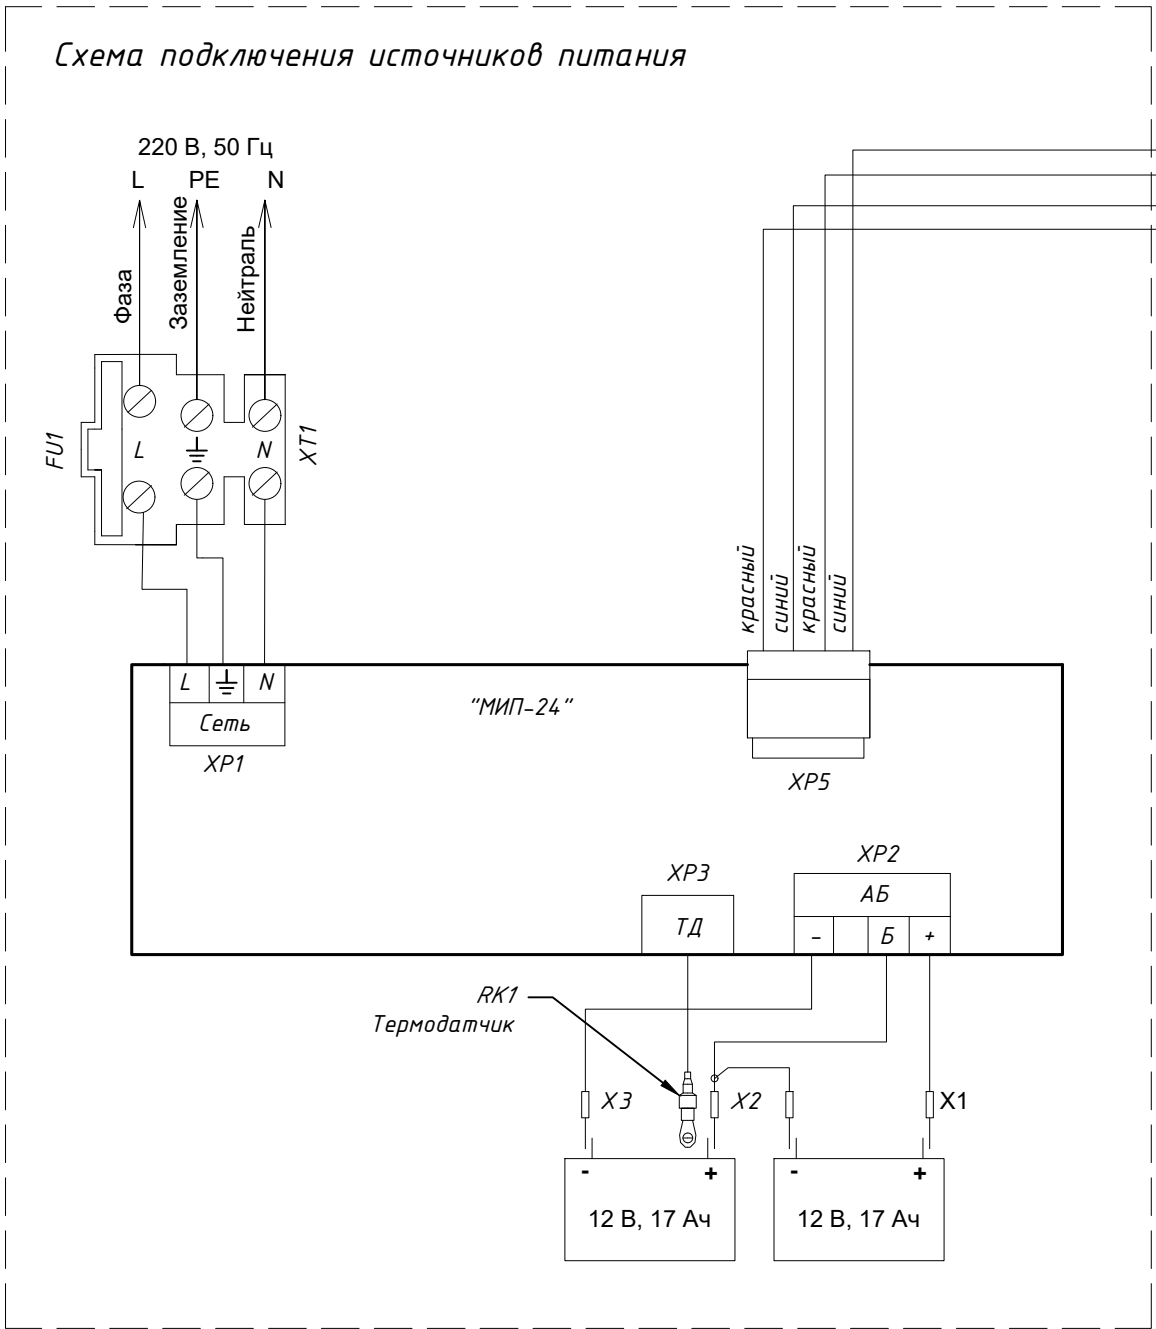 Схема подключения источников питания
220 В, 50 Гц
L PE N
Фаза
Заземление
Нейтраль
FU1
L
N
XT1
красный
синий
красный
синий
L
N
"МИП-24"
Сеть
XP1
XP5
XP3
XP2
ТД
АБ
-
Б
+
RK1
Термодатчик
X3
X2
X1
- +
- +
12 В, 17 Ач
12 В, 17 Ач